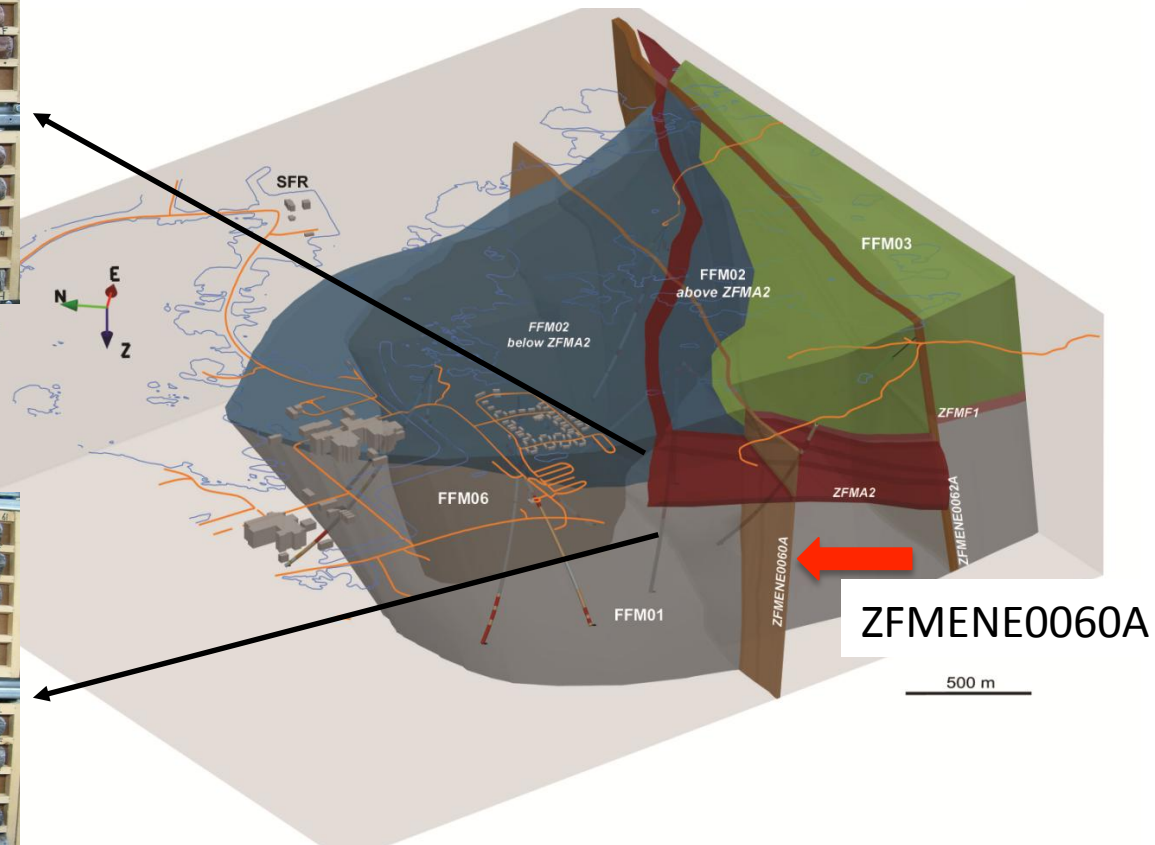 SFR
E
N
Z
FFM03
FFM02
above ZFMA2
FFM02
below ZFMA2
ZFMF1
ZFMA2
ZFMENE0062A
FFM06
ZFMENE0060A
FFM01
ZFMENE0060A
500 m